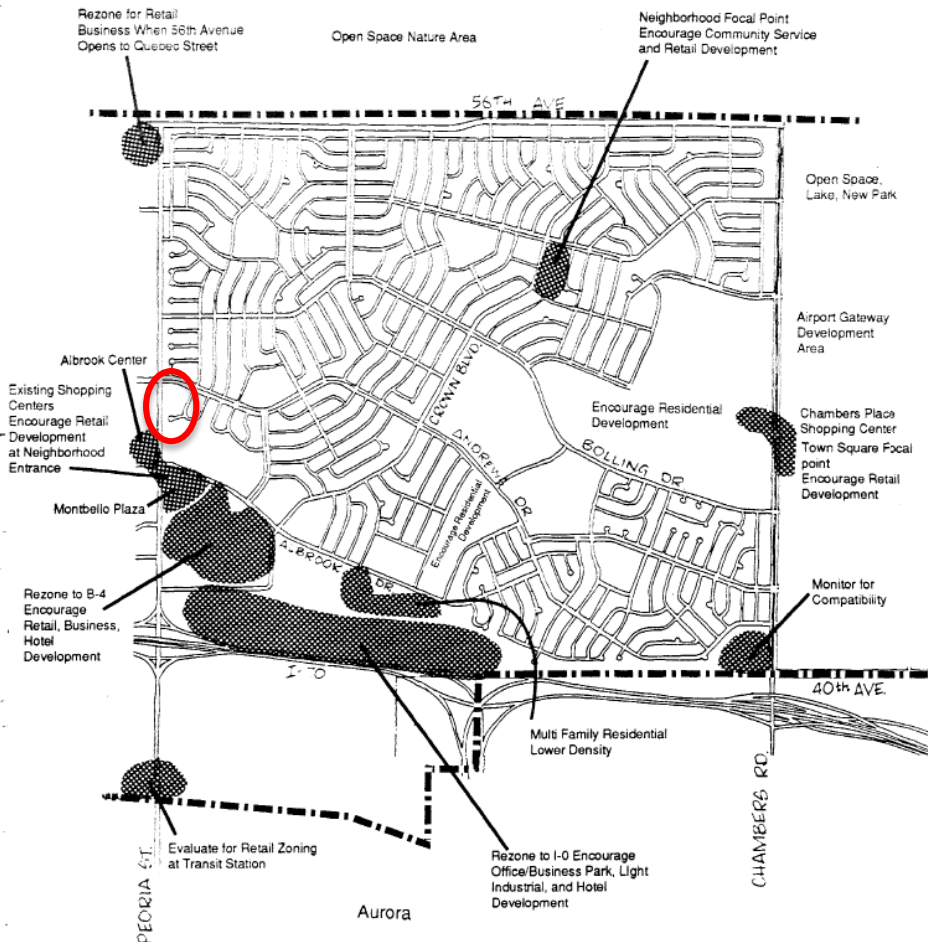 Rezone for Retail
Business When 56th Avenue
Opens to Quebec Street
Open Space Nature Area
Neighborhood Focal Point
Encourage Community Service
and Retail Development
56TH AVE
Open Space,
Lake, New Park
Airport Gateway
Development
Area
Albrook Center
Existing Shopping
Centers
Encourage Retail
Development
at Neighborhood
Entrance
Montbello Plaza
CROWN BLVD
ANDREWS DR
Encourage Residential
Development
BOLLING DR
Chambers Place
Shopping Center
Town Square Focal
point
Encourage Retail
Development
Encourage Residential
Development
ALBROOK DR
Rezone to B-4
Encourage
Retail, Business,
Hotel
Development
Monitor for
Compatibility
I-70
40th AVE.
Multi Family Residential
Lower Density
Evaluate for Retail Zoning
at Transit Station
Rezone to I-0 Encourage
Office/Business Park, Light
Industrial, and Hotel
Development
PEORIA ST.
CHAMBERS RD.
Aurora